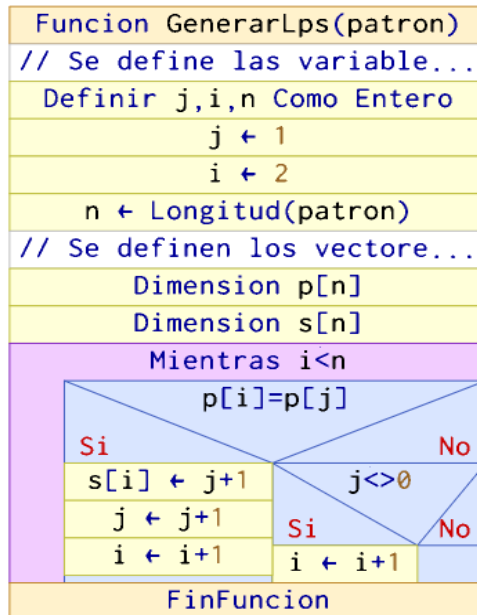 Funcion GenerarLps(patron)
// Se define las variable...
Definir j,i,n Como Entero
j ← 1
i ← 2
n ← Longitud(patron)
// Se definen los vectore...
Dimension p[n]
Dimension s[n]
Mientras i<n
p[i]=p[j]
Si No
s[i] ← j+1 j<>0
j ← j+1 Si No
i ← i+1 i ← i+1
FinFuncion